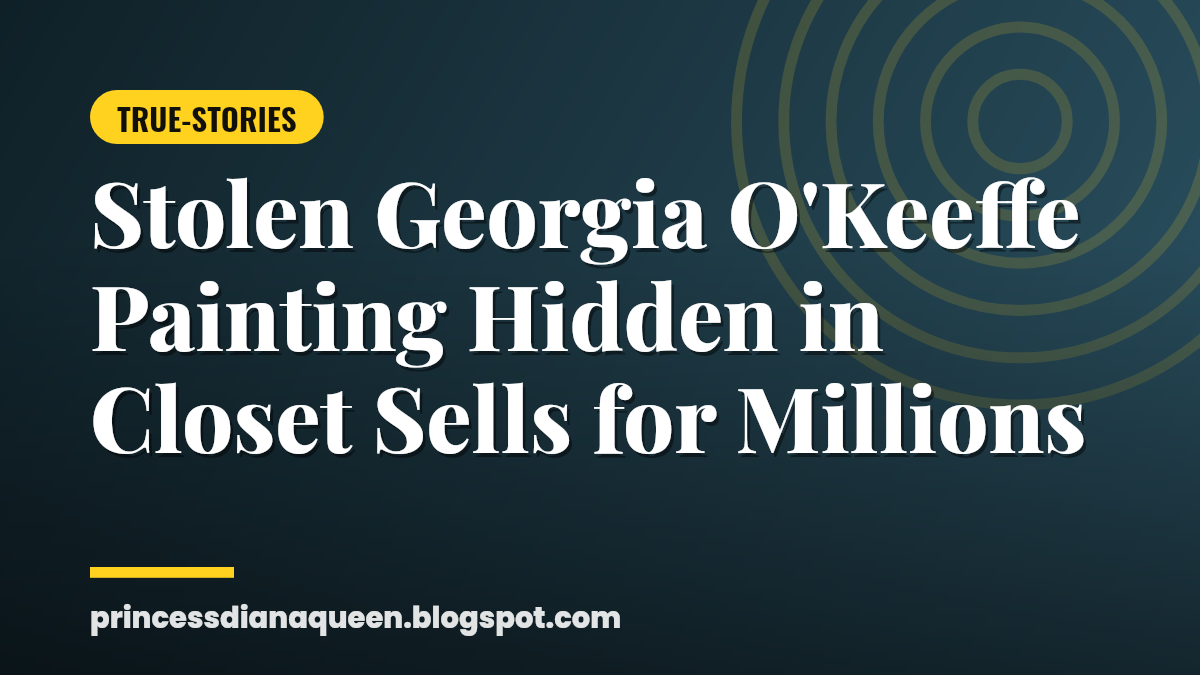 TRUE-STORIES
Stolen Georgia O'Keeffe
Painting Hidden in
Closet Sells for Millions
princessdianaqueen.blogspot.com